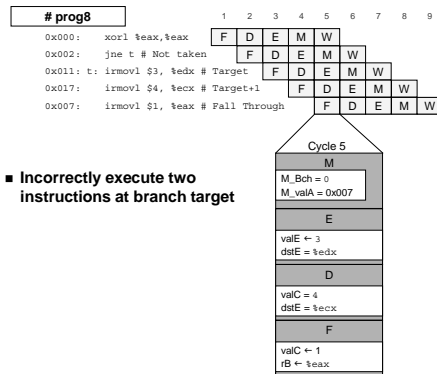 # prog8 1 2 3 4 5 6 7 8 9
0x000: xorl %eax,%eax F D E M W
0x002: jne t # Not taken F D E M W
0x011: t: irmovl $3, %edx # Target F D E M W
0x017: irmovl $4, %ecx # Target+1 F D E M W
0x007: irmovl $1, %eax # Fall Through F D E M W
Cycle 5
M
M_Bch = 0
M_valA = 0x007
■ Incorrectly execute two
instructions at branch target
E
valE ← 3
dstE = %edx
D
valC = 4
dstE = %ecx
F
valC ← 1
rB ← %eax